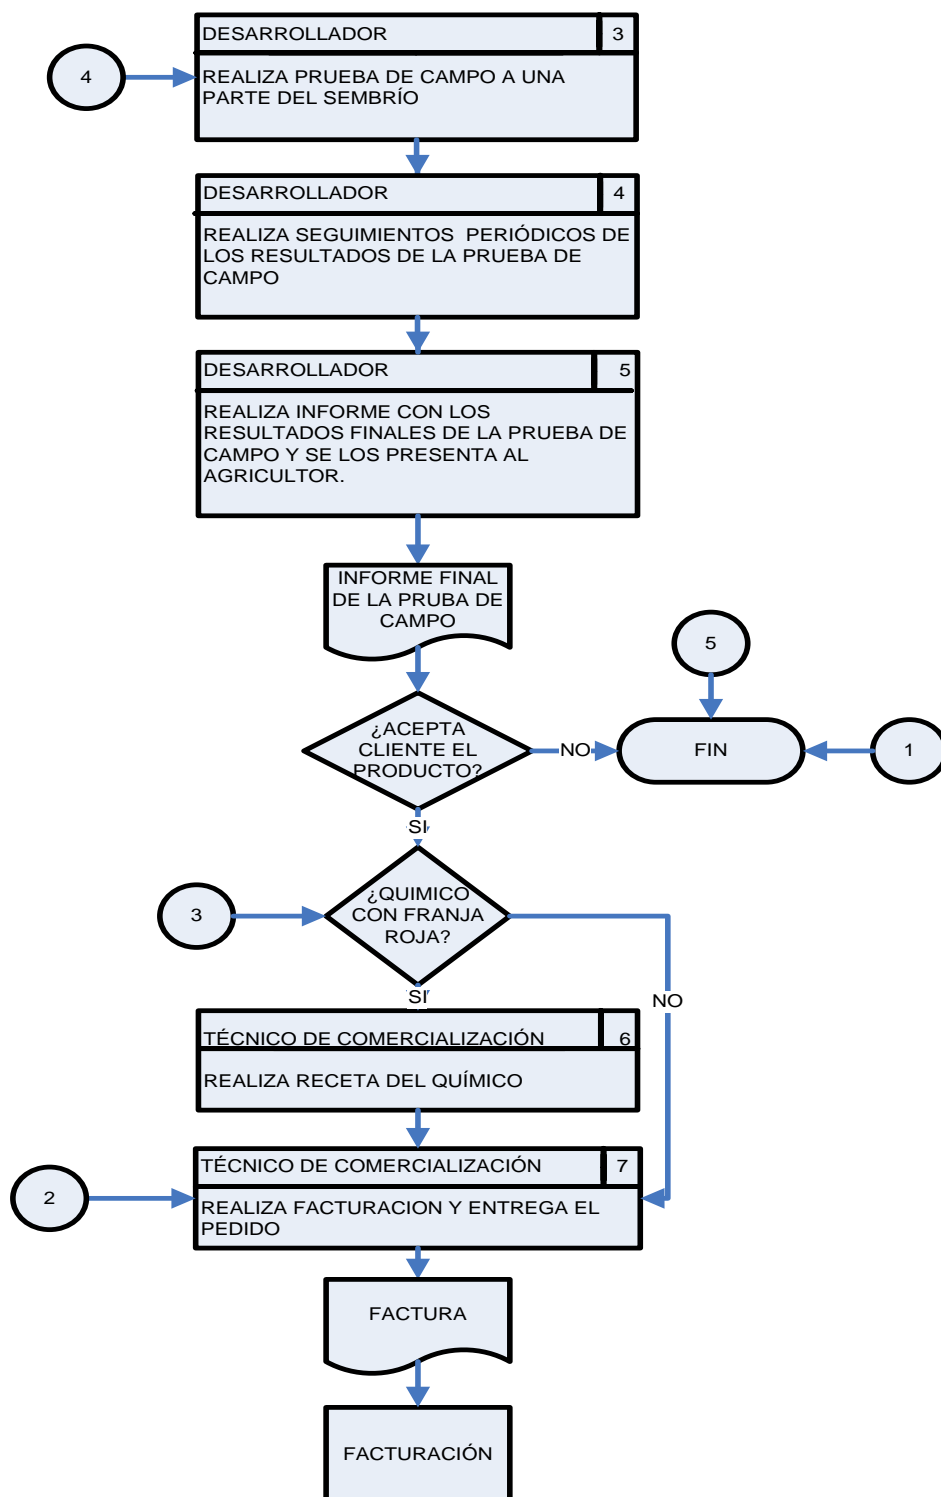 DESARROLLADOR 3
4
REALIZA PRUEBA DE CAMPO A UNA
PARTE DEL SEMBRÍO
DESARROLLADOR 4
REALIZA SEGUIMIENTOS PERIÓDICOS DE
LOS RESULTADOS DE LA PRUEBA DE
CAMPO
DESARROLLADOR 5
REALIZA INFORME CON LOS
RESULTADOS FINALES DE LA PRUEBA DE
CAMPO Y SE LOS PRESENTA AL
AGRICULTOR.
INFORME FINAL
DE LA PRUBA DE
CAMPO
5
¿ACEPTA
CLIENTE EL
PRODUCTO?
NO
FIN
1
SI
3
¿QUIMICO
CON FRANJA
ROJA?
NO
SI
TÉCNICO DE COMERCIALIZACIÓN 6
REALIZA RECETA DEL QUÍMICO
TÉCNICO DE COMERCIALIZACIÓN 7
2
REALIZA FACTURACION Y ENTREGA EL
PEDIDO
FACTURA
FACTURACIÓN